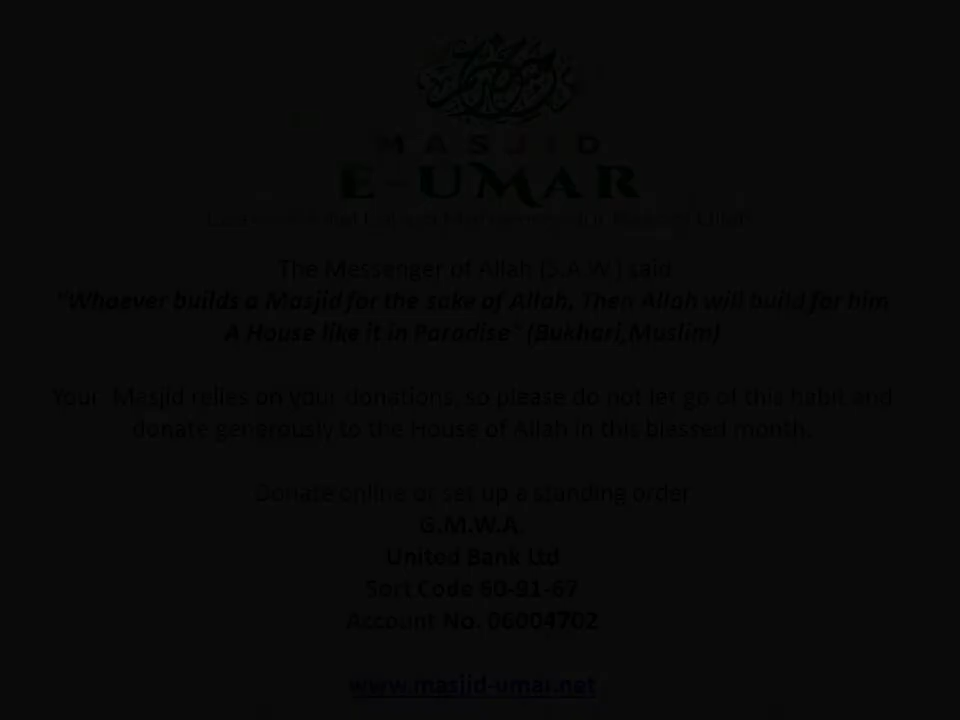 MASJID
E-UMAR
The Messenger of Allah (S.A.W.) said
"Whoever builds a Masjid for the sake of Allah, Then Allah will build for him
A House like it in Paradise" (Bukhari,Muslim)
Your Masjid relies on your donations, so please do not let go of this habit and
donate generously to the House of Allah in this blessed month.
Donate online or set up a standing order
G.M.W.A.
United Bank Ltd
Sort Code 60-91-67
Account No. 06004702
www.masjid-umar.net